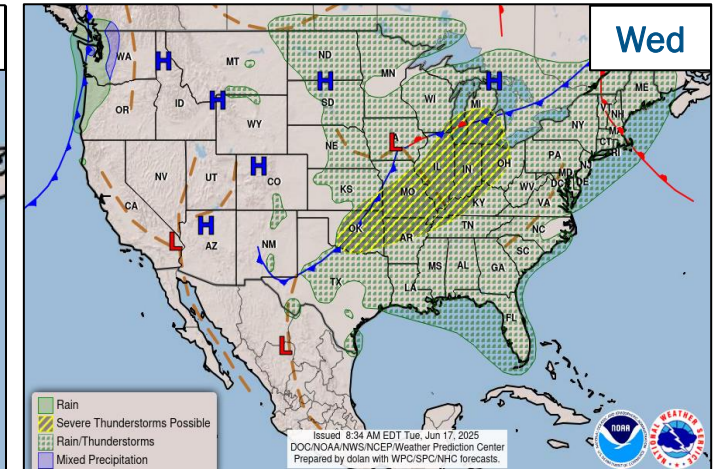 Wed
WA
MT
ND
MN
ME
OR
ID
SD
WI
MI
VT
NH
WY
NY
MA
CT
RI
NE
IA
PA
NJ
NV
UT
CO
IL
IN
OH
MD
DE
DC
WV
VA
CA
KS
MO
KY
AZ
NM
OK
AR
TN
NC
SC
TX
MS
AL
GA
LA
FL
H
H
H
H
H
H
L
L
L
Rain
Severe Thunderstorms Possible
Rain/Thunderstorms
Mixed Precipitation
Issued 8:34 AM EDT Tue, Jun 17, 2025
DOC/NOAA/NWS/NCEP/Weather Prediction Center
Prepared by dolan with WPC/SPC/NHC forecasts.
NOAA
NATIONAL WEATHER SERVICE